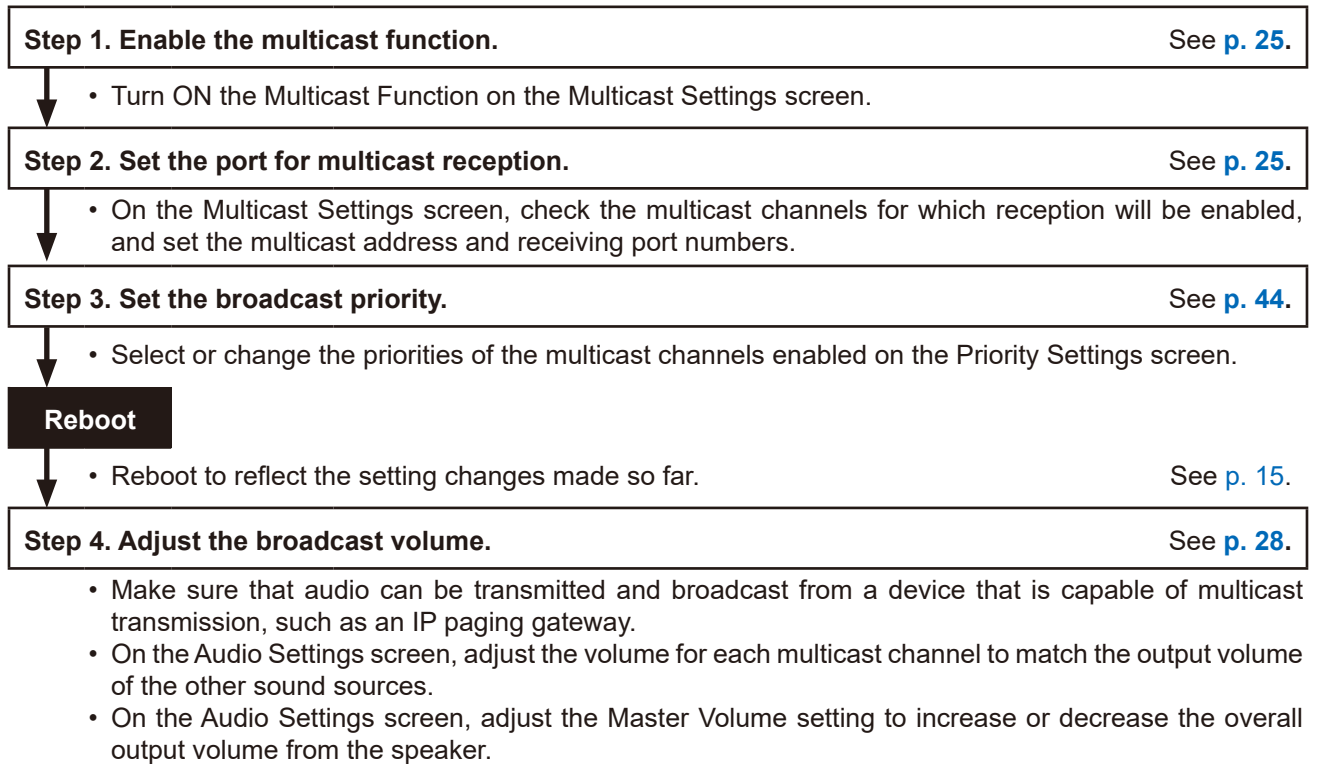 Step 1. Enable the multicast function. See p. 25.
• Turn ON the Multicast Function on the Multicast Settings screen.
Step 2. Set the port for multicast reception. See p. 25.
• On the Multicast Settings screen, check the multicast channels for which reception will be enabled,
and set the multicast address and receiving port numbers.
Step 3. Set the broadcast priority. See p. 44.
• Select or change the priorities of the multicast channels enabled on the Priority Settings screen.
Reboot
• Reboot to reflect the setting changes made so far. See p. 15.
Step 4. Adjust the broadcast volume. See p. 28.
• Make sure that audio can be transmitted and broadcast from a device that is capable of multicast
transmission, such as an IP paging gateway.
• On the Audio Settings screen, adjust the volume for each multicast channel to match the output volume
of the other sound sources.
• On the Audio Settings screen, adjust the Master Volume setting to increase or decrease the overall
output volume from the speaker.